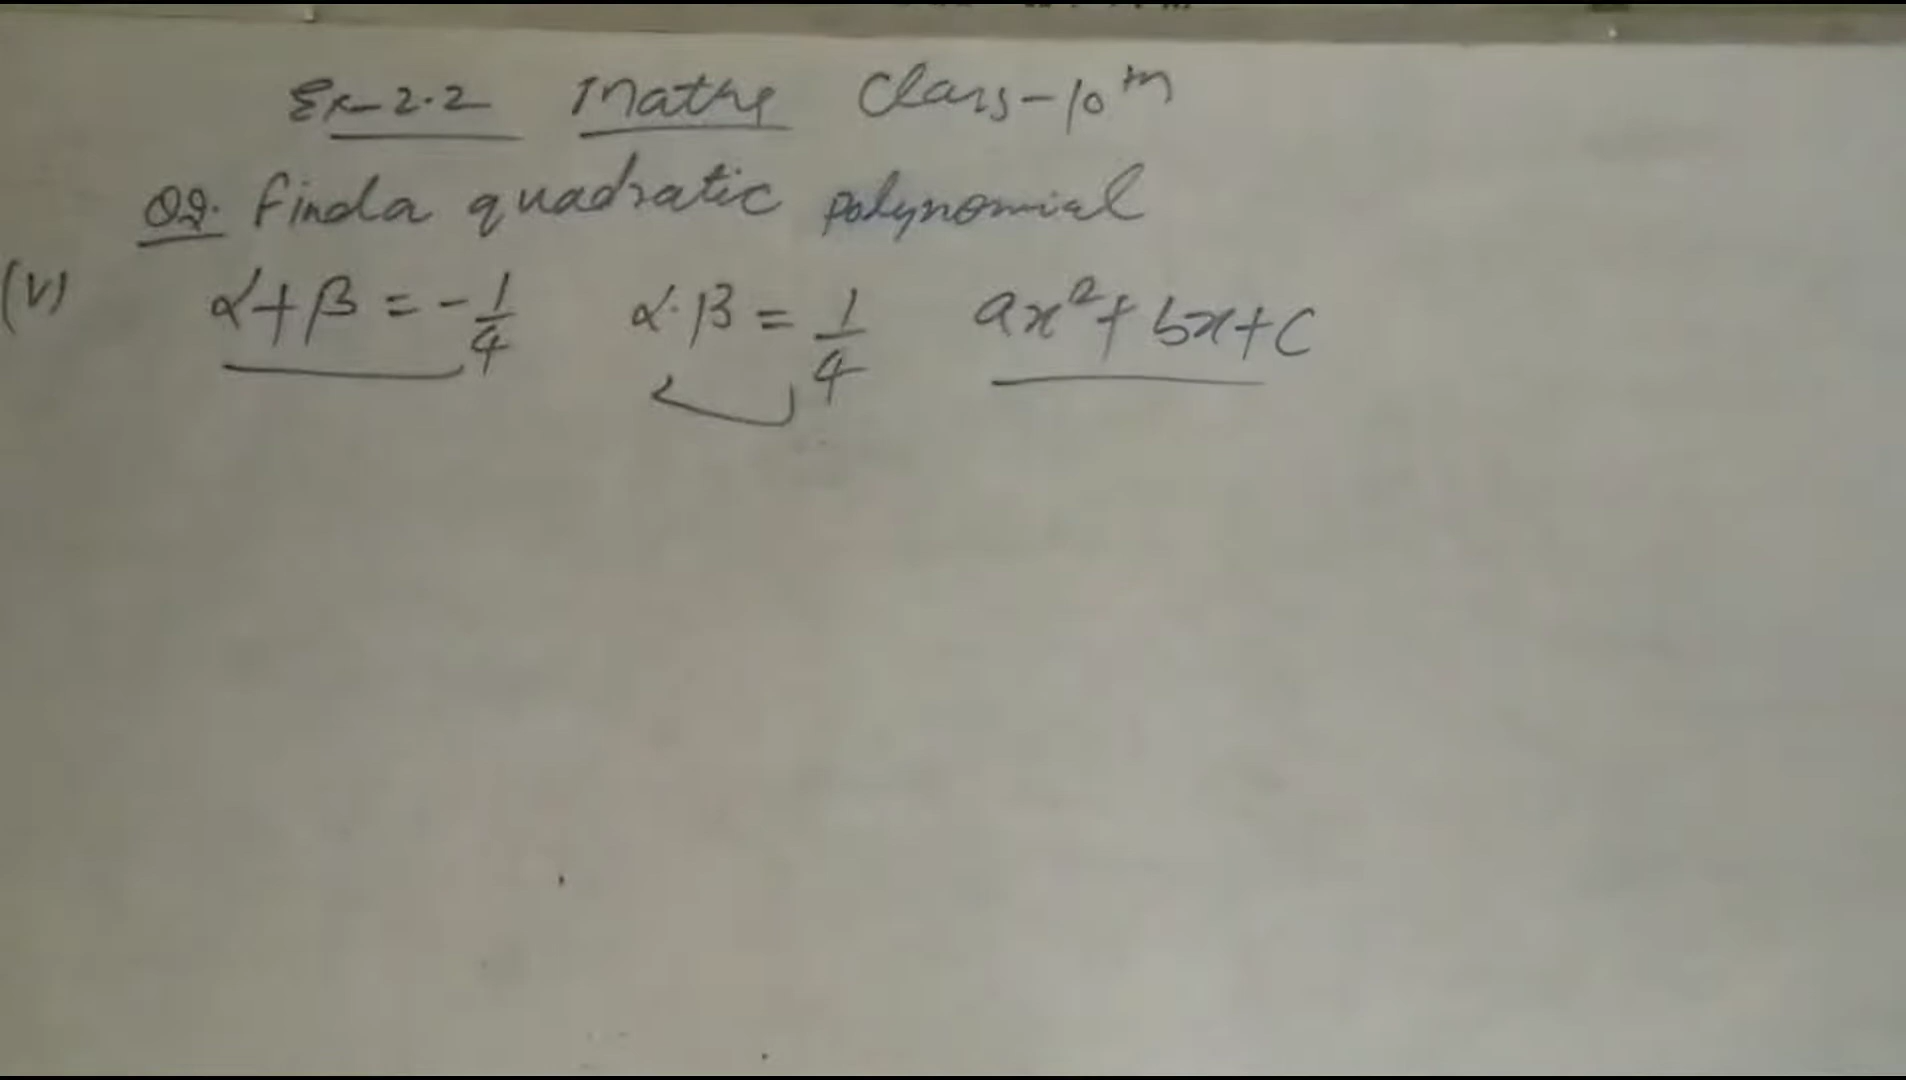 Ex-2.2 Maths Class-10th
Q2. Find a quadratic polynomial
(v) α+β = -1/4 α·β = 1/4 ax²+bx+c